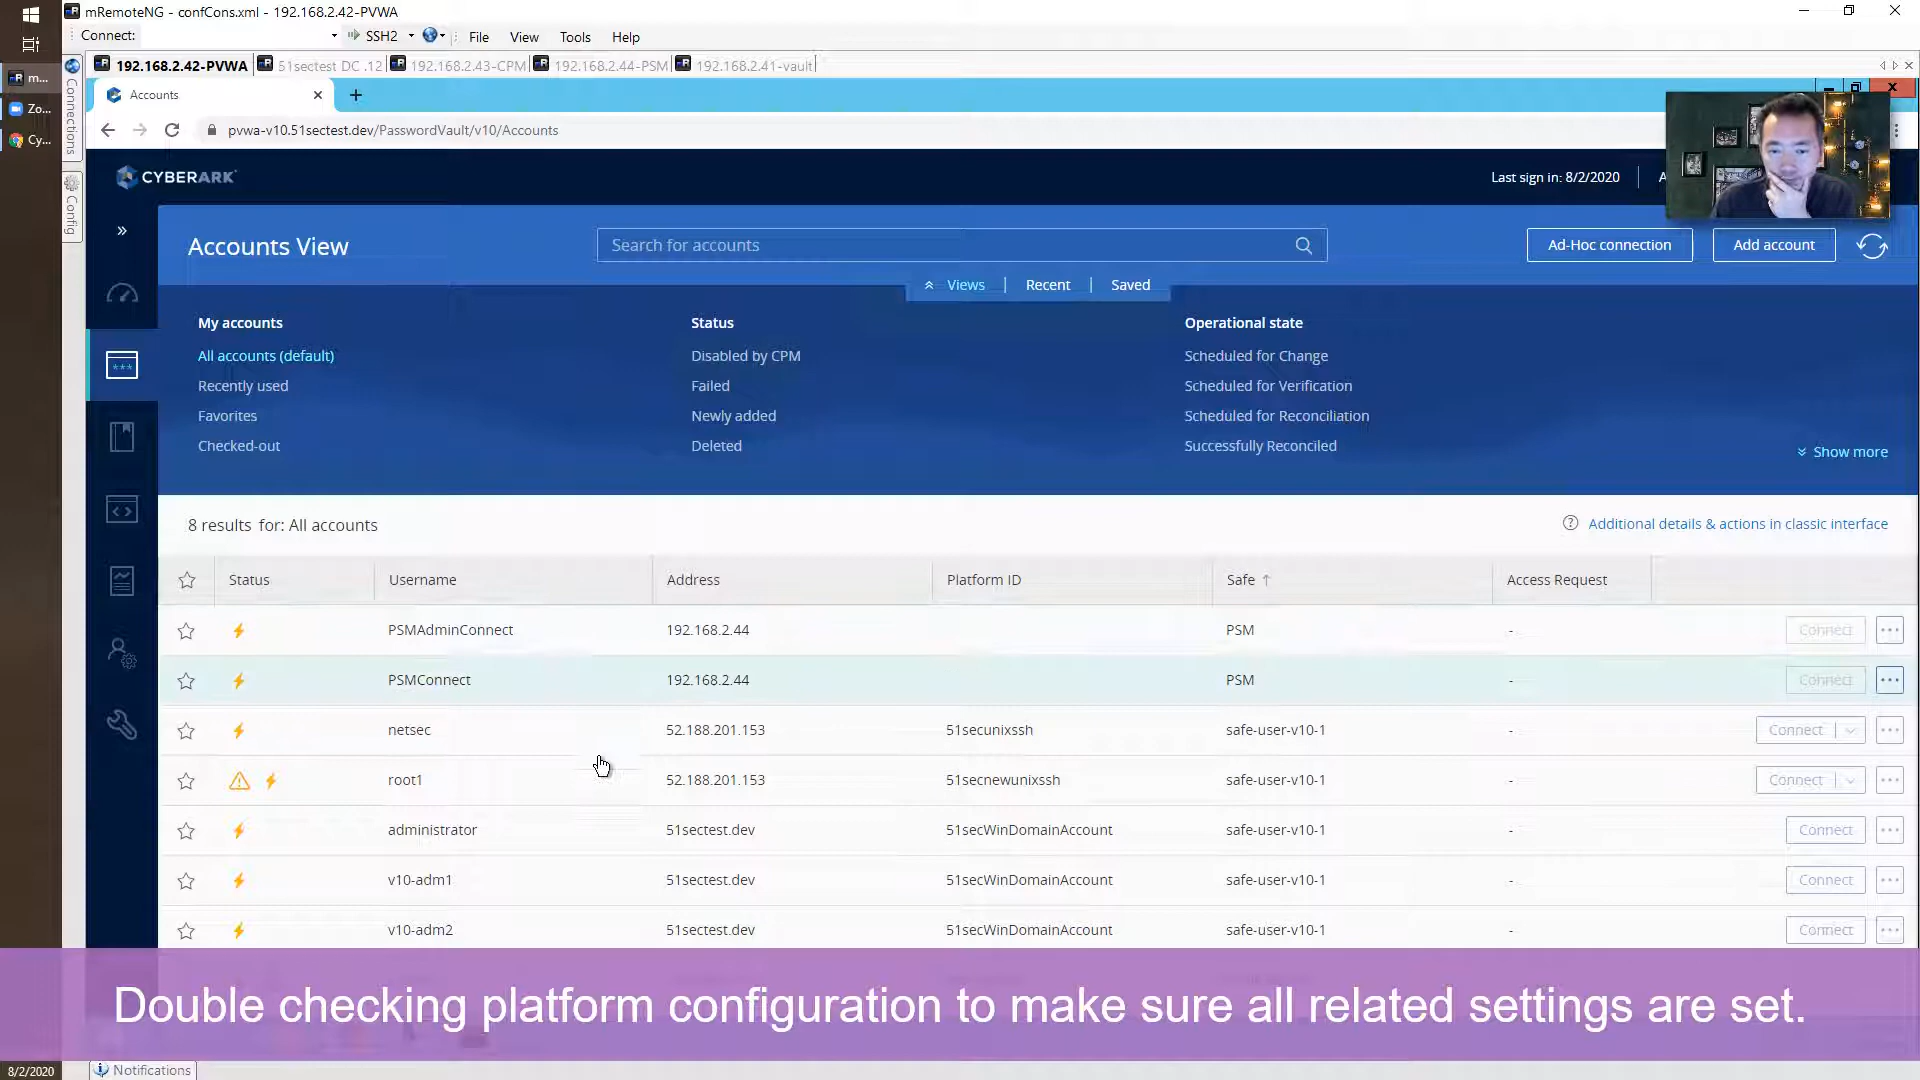 mRemoteNG - confCons.xml - 192.168.2.42-PVWA
Connect:
SSH2
File
View
Tools
Help
192.168.2.42-PVWA
51sectest DC .12
192.168.2.43-CPM
192.168.2.44-PSM
192.168.2.41-vault
m...
Zo...
Cy...
Connections
Config
Accounts
pvwa-v10.51sectest.dev/PasswordVault/v10/Accounts
CYBERARK
Last sign in: 8/2/2020
A
Accounts View
Search for accounts
Ad-Hoc connection
Add account
Views
Recent
Saved
My accounts
Status
Operational state
All accounts (default)
Disabled by CPM
Scheduled for Change
Recently used
Failed
Scheduled for Verification
Favorites
Newly added
Scheduled for Reconciliation
Checked-out
Deleted
Successfully Reconciled
Show more
8 results for: All accounts
Additional details & actions in classic interface
Status Username Address Platform ID Safe Access Request
PSMAdminConnect 192.168.2.44 PSM - Connect
PSMConnect 192.168.2.44 PSM - Connect
netsec 52.188.201.153 51secunixssh safe-user-v10-1 - Connect
root1 52.188.201.153 51secnewunixssh safe-user-v10-1 - Connect
administrator 51sectest.dev 51secWinDomainAccount safe-user-v10-1 - Connect
v10-adm1 51sectest.dev 51secWinDomainAccount safe-user-v10-1 - Connect
v10-adm2 51sectest.dev 51secWinDomainAccount safe-user-v10-1 - Connect
Double checking platform configuration to make sure all related settings are set.
8/2/2020
Notifications